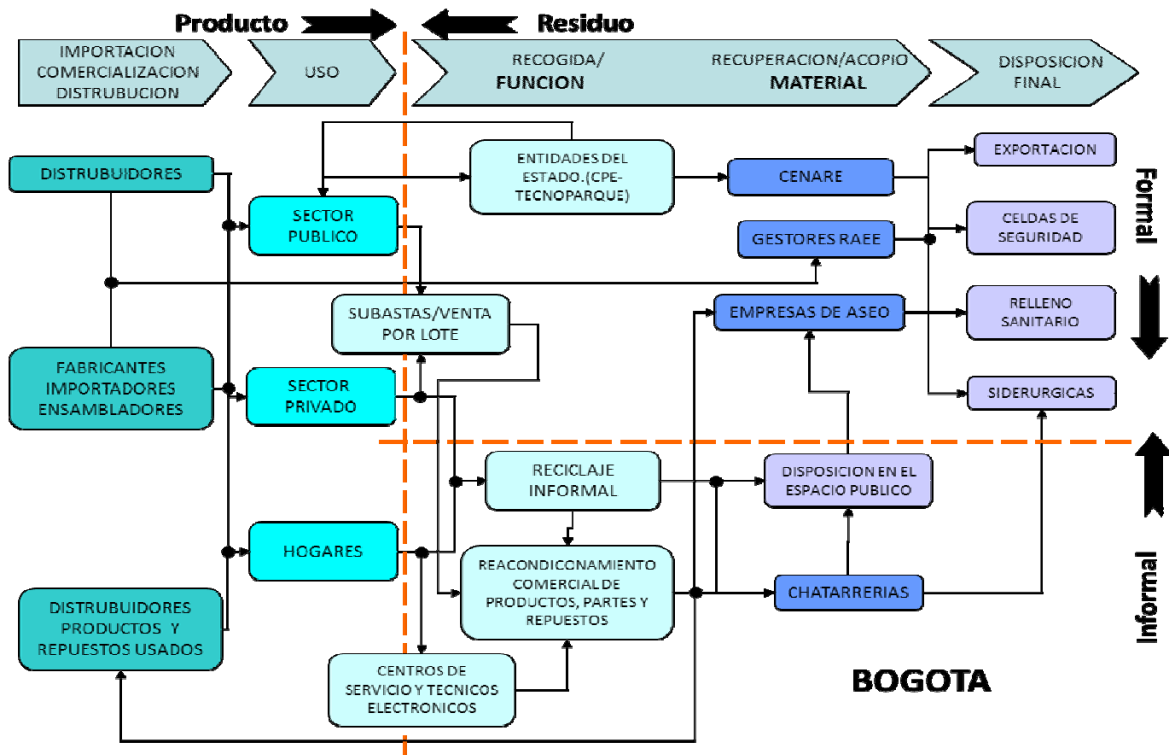 Producto
Residuo
IMPORTACION
COMERCIALIZACION
DISTRUBUCION
USO
RECOGIDA/
FUNCION
RECUPERACION/ACOPIO
MATERIAL
DISPOSICION
FINAL
DISTRUBUIDORES
SECTOR
PUBLICO
ENTIDADES DEL
ESTADO.(CPE-
TECNOPARQUE)
CENARE
EXPORTACION
GESTORES RAEE
CELDAS DE
SEGURIDAD
Formal
SUBASTAS/VENTA
POR LOTE
EMPRESAS DE ASEO
RELLENO
SANITARIO
FABRICANTES
IMPORTADORES
ENSAMBLADORES
SECTOR
PRIVADO
SIDERURGICAS
RECICLAJE
INFORMAL
DISPOSICION EN EL
ESPACIO PUBLICO
HOGARES
REACONDICONAMIENTO
COMERCIAL DE
PRODUCTOS, PARTES Y
REPUESTOS
CHATARRERIAS
Informal
DISTRUBUIDORES
PRODUCTOS Y
REPUESTOS USADOS
CENTROS DE
SERVICIO Y TECNICOS
ELECTRONICOS
BOGOTA